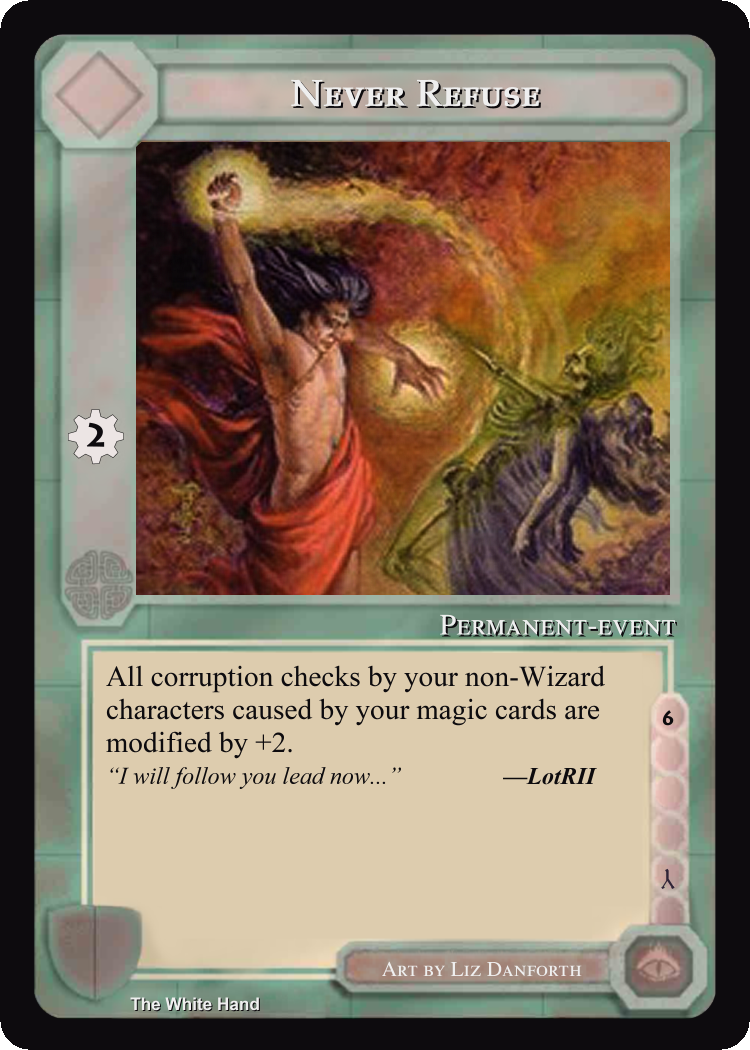 Never Refuse
2
Permanent-event
All corruption checks by your non-Wizard
characters caused by your magic cards are
modified by +2.
“I will follow you lead now...” —LotRII
6
Art by Liz Danforth
The White Hand